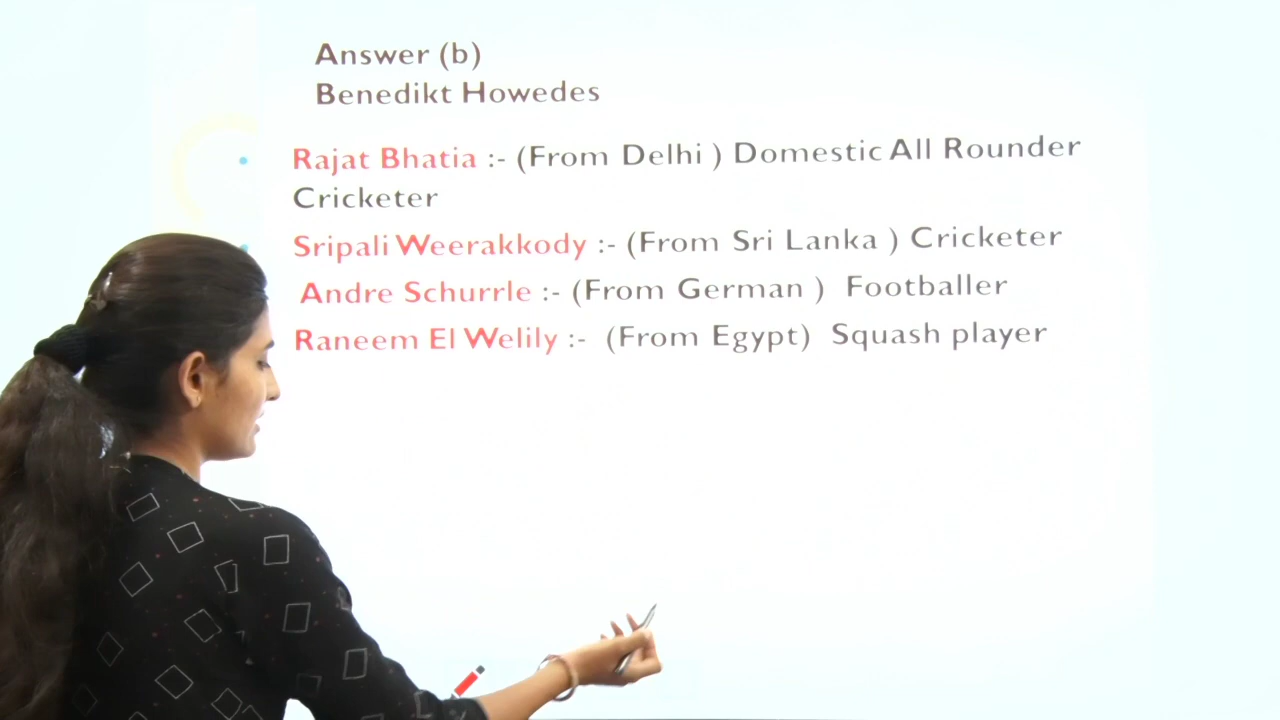 Answer (b)
Benedikt Howedes
Rajat Bhatia :- (From Delhi ) Domestic All Rounder
Cricketer
Sripali Weerakkody :- (From Sri Lanka ) Cricketer
Andre Schurrle :- (From German ) Footballer
Raneem El Welily :- (From Egypt) Squash player